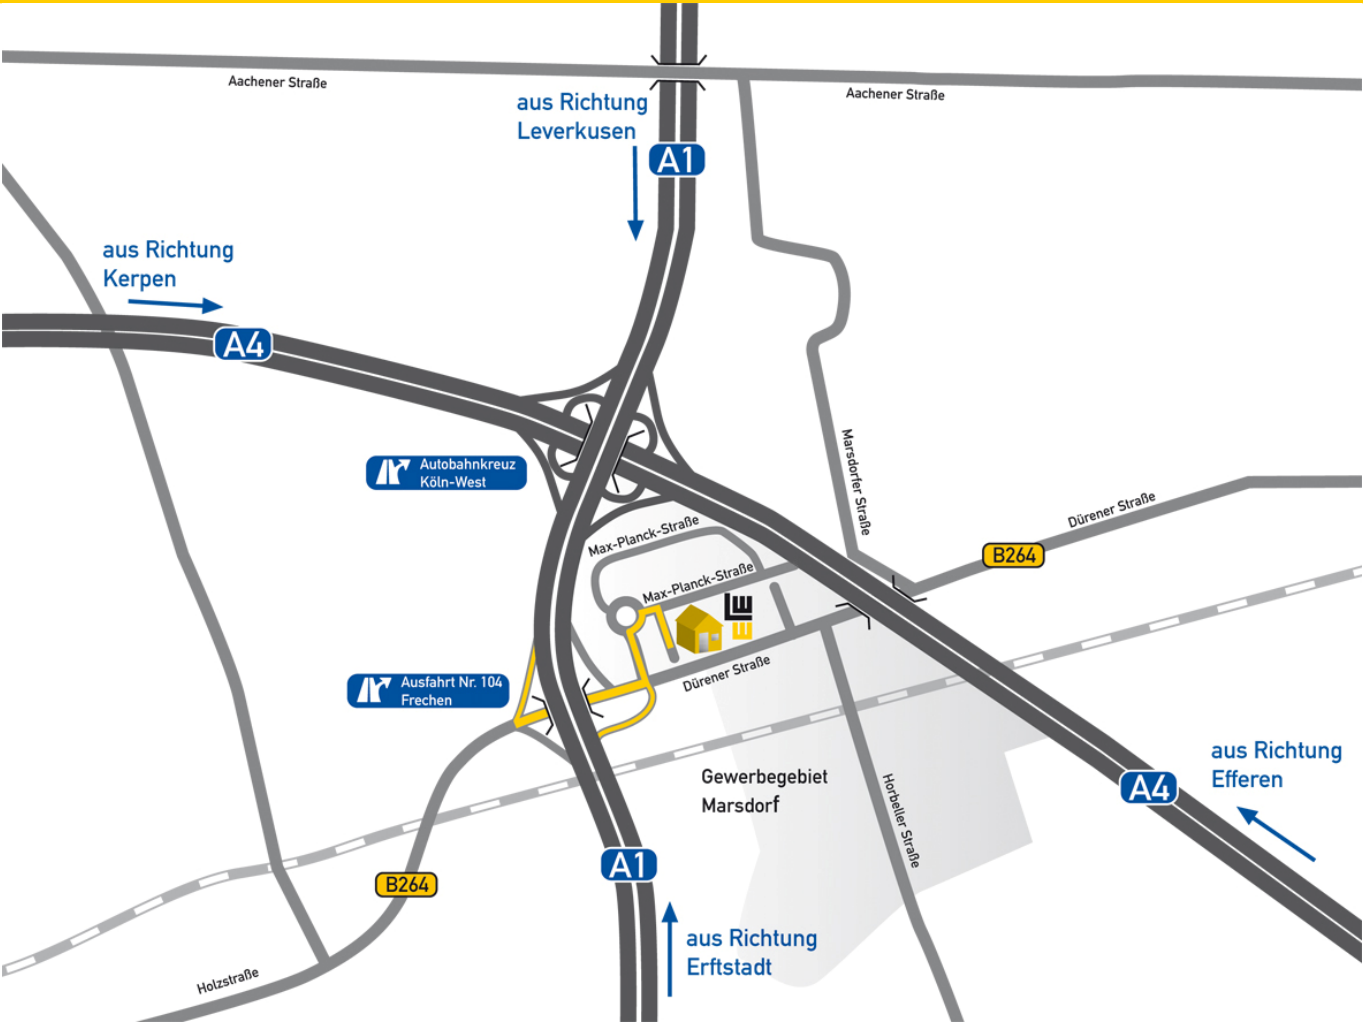 Aachener Straße
Aachener Straße
aus Richtung
Leverkusen
A1
aus Richtung
Kerpen
A4
Autobahnkreuz
Köln-West
Marsdorfer Straße
Dürener Straße
B264
Max-Planck-Straße
Max-Planck-Straße
Dürener Straße
Ausfahrt Nr. 104
Frechen
Gewerbegebiet
Marsdorf
Horbeller Straße
aus Richtung
Efferen
A4
A1
B264
aus Richtung
Erftstadt
Holzstraße